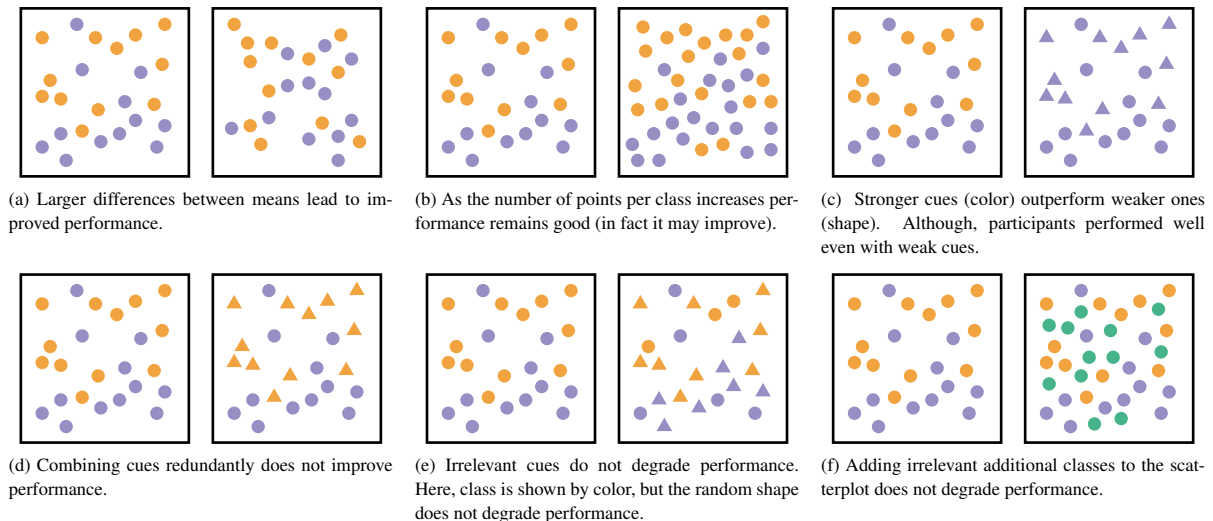 (a) Larger differences between means lead to im-
proved performance.
(b) As the number of points per class increases per-
formance remains good (in fact it may improve).
(c) Stronger cues (color) outperform weaker ones
(shape). Although, participants performed well
even with weak cues.
(d) Combining cues redundantly does not improve
performance.
(e) Irrelevant cues do not degrade performance.
Here, class is shown by color, but the random shape
does not degrade performance.
(f) Adding irrelevant additional classes to the scat-
terplot does not degrade performance.